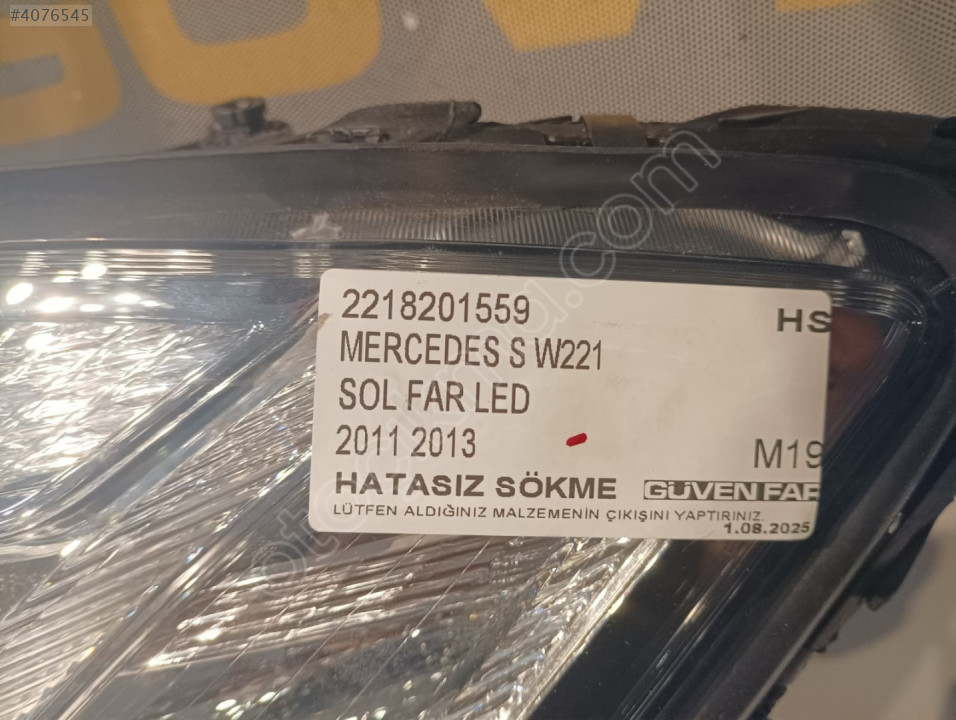 #4076545
2218201559
HS
MERCEDES S W221
SOL FAR LED
2011 2013
M19
HATASIZ SÖKME GÜVEN FAR
LÜTFEN ALDIĞINIZ MALZEMENİN ÇIKIŞINI YAPTIRINIZ.
1.08.2025